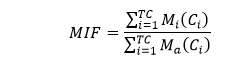 MIF = \frac{\sum_{i=1}^{TC} M_i(C_i)}{\sum_{i=1}^{TC} M_a(C_i)}